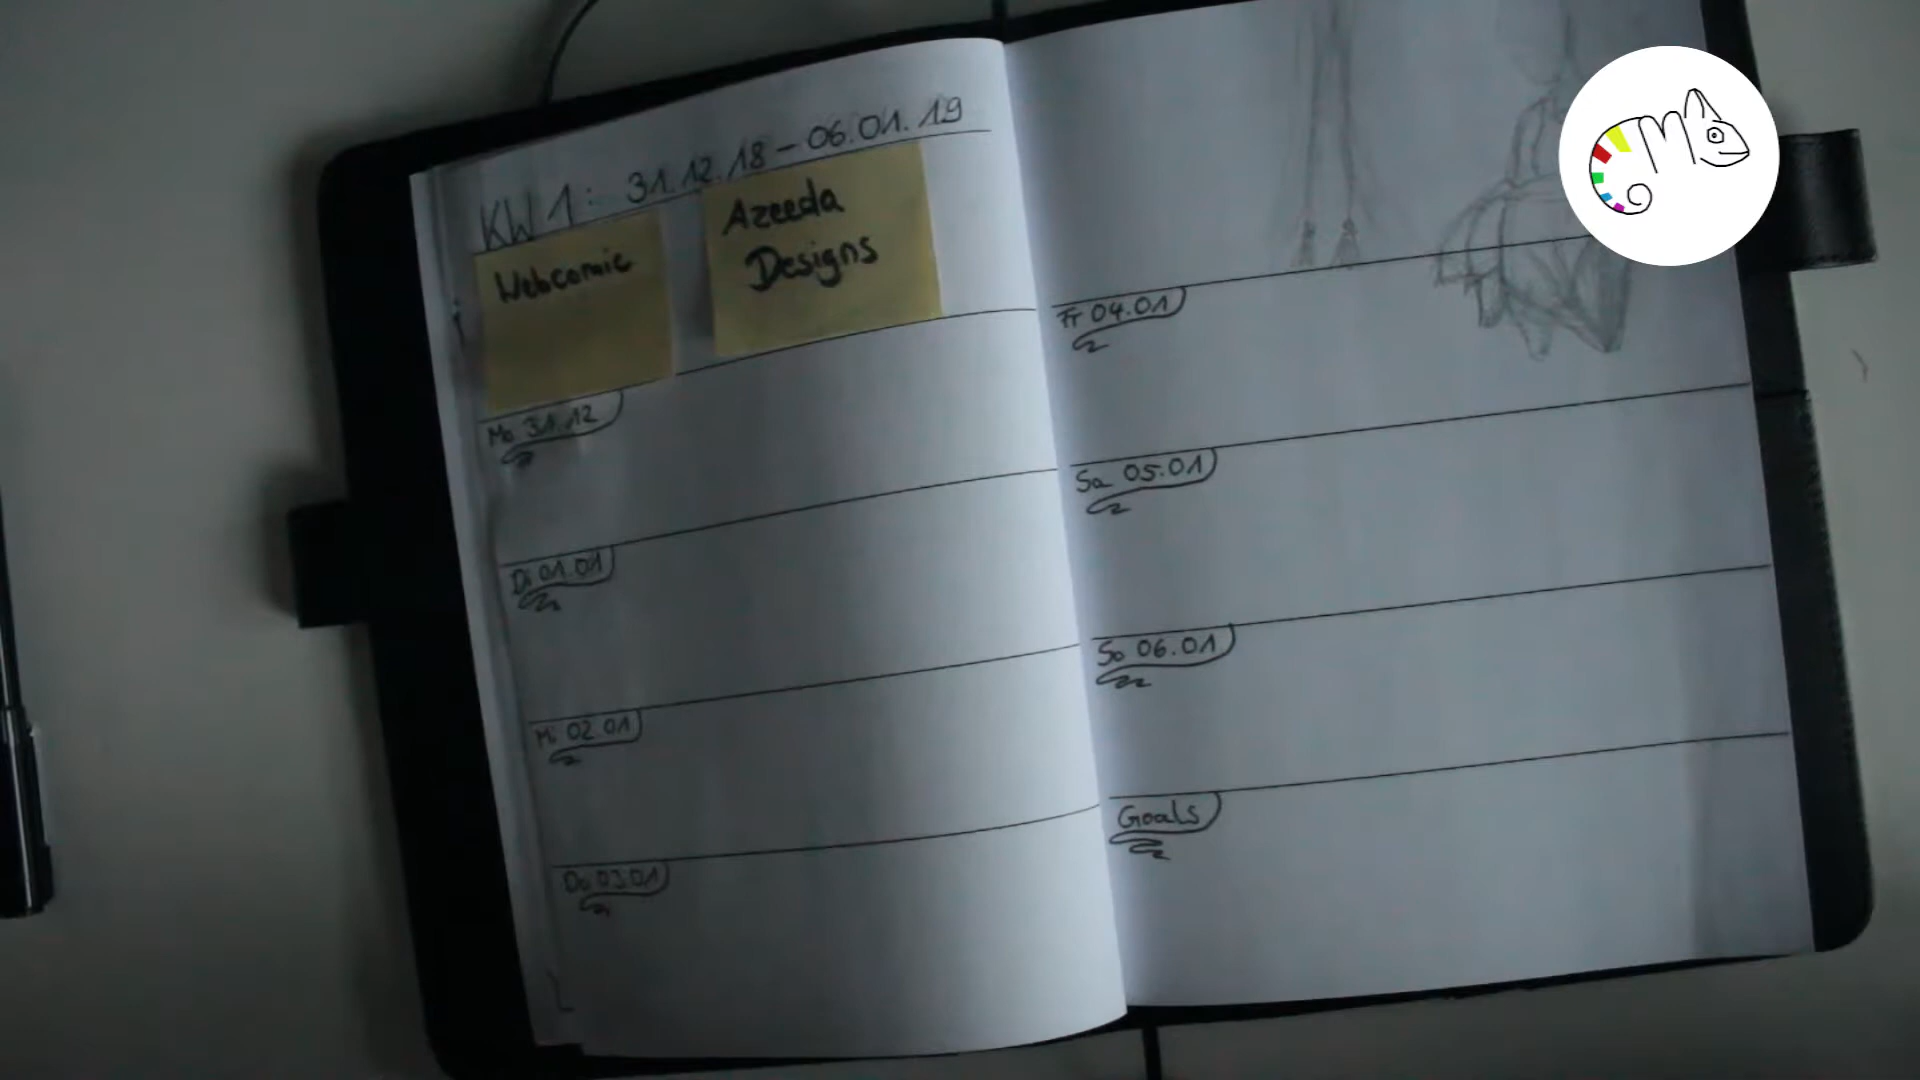 KW 1: 31.12.18 - 06.01.19
Webcomic
Azeeda
Designs
Mo 31.12
Di 01.01
Mi 02.01
Do 03.01
Fr 04.01
Sa 05.01
So 06.01
Goals
M